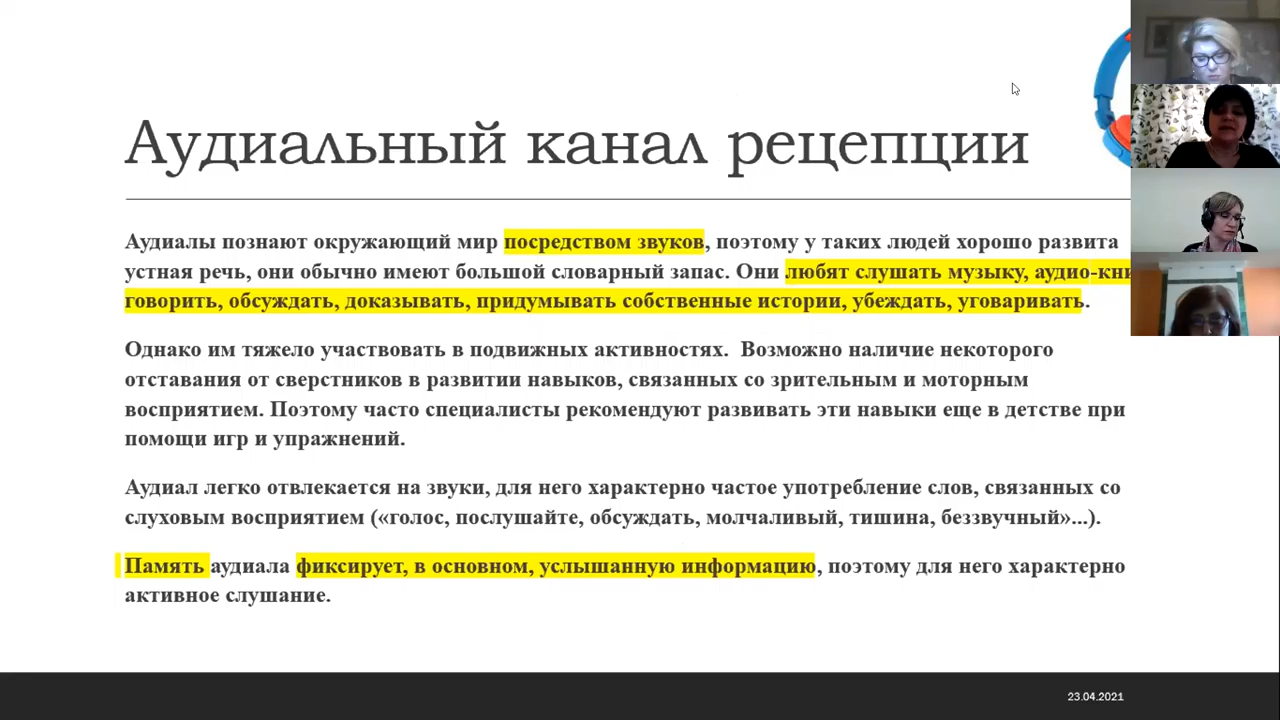 Аудиальный канал рецепции
Аудиалы познают окружающий мир посредством звуков, поэтому у таких людей хорошо развита
устная речь, они обычно имеют большой словарный запас. Они любят слушать музыку, аудио-кни
говорить, обсуждать, доказывать, придумывать собственные истории, убеждать, уговаривать.
Однако им тяжело участвовать в подвижных активностях. Возможно наличие некоторого
отставания от сверстников в развитии навыков, связанных со зрительным и моторным
восприятием. Поэтому часто специалисты рекомендуют развивать эти навыки еще в детстве при
помощи игр и упражнений.
Аудиал легко отвлекается на звуки, для него характерно частое употребление слов, связанных со
слуховым восприятием («голос, послушайте, обсуждать, молчаливый, тишина, беззвучный»...).
Память аудиала фиксирует, в основном, услышанную информацию, поэтому для него характерно
активное слушание.
23.04.2021